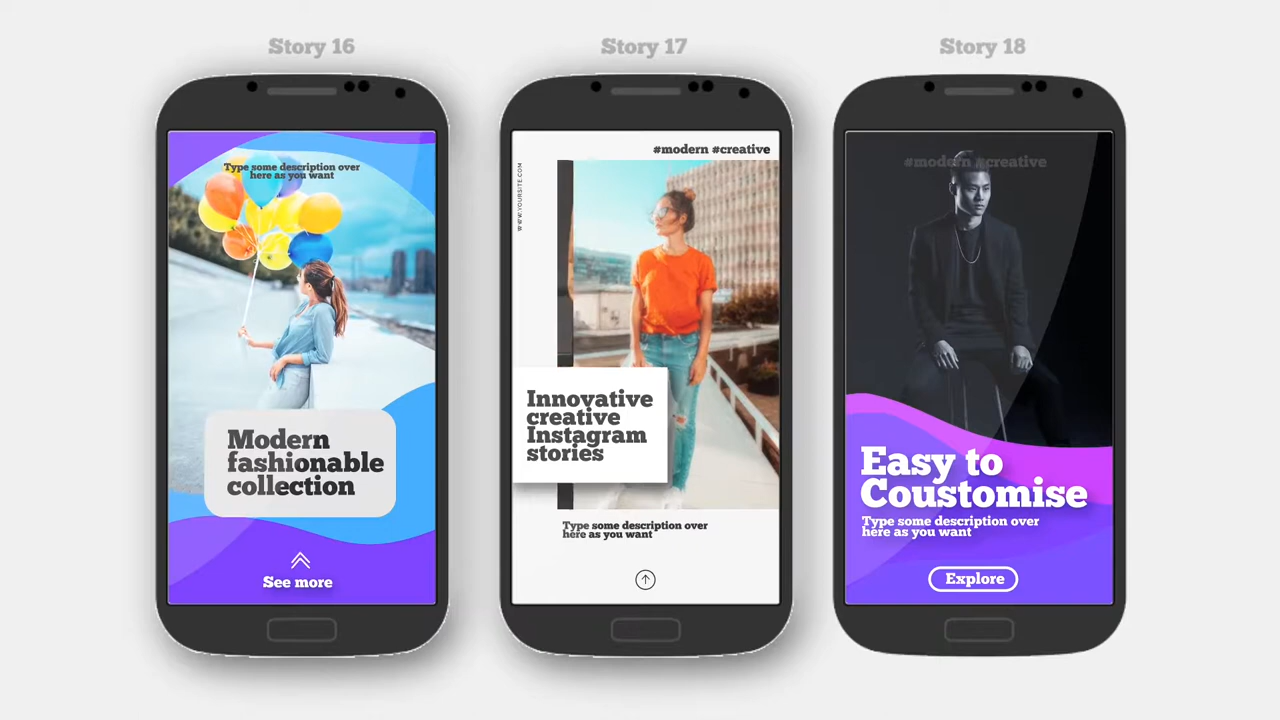 Story 16
Type some description over
here as you want
Modern
fashionable
collection
See more
Story 17
#modern #creative
WWW.YOURSITE.COM
Innovative
creative
Instagram
stories
Type some description over
here as you want
Story 18
#modern #creative
Easy to
Coustomise
Type some description over
here as you want
Explore